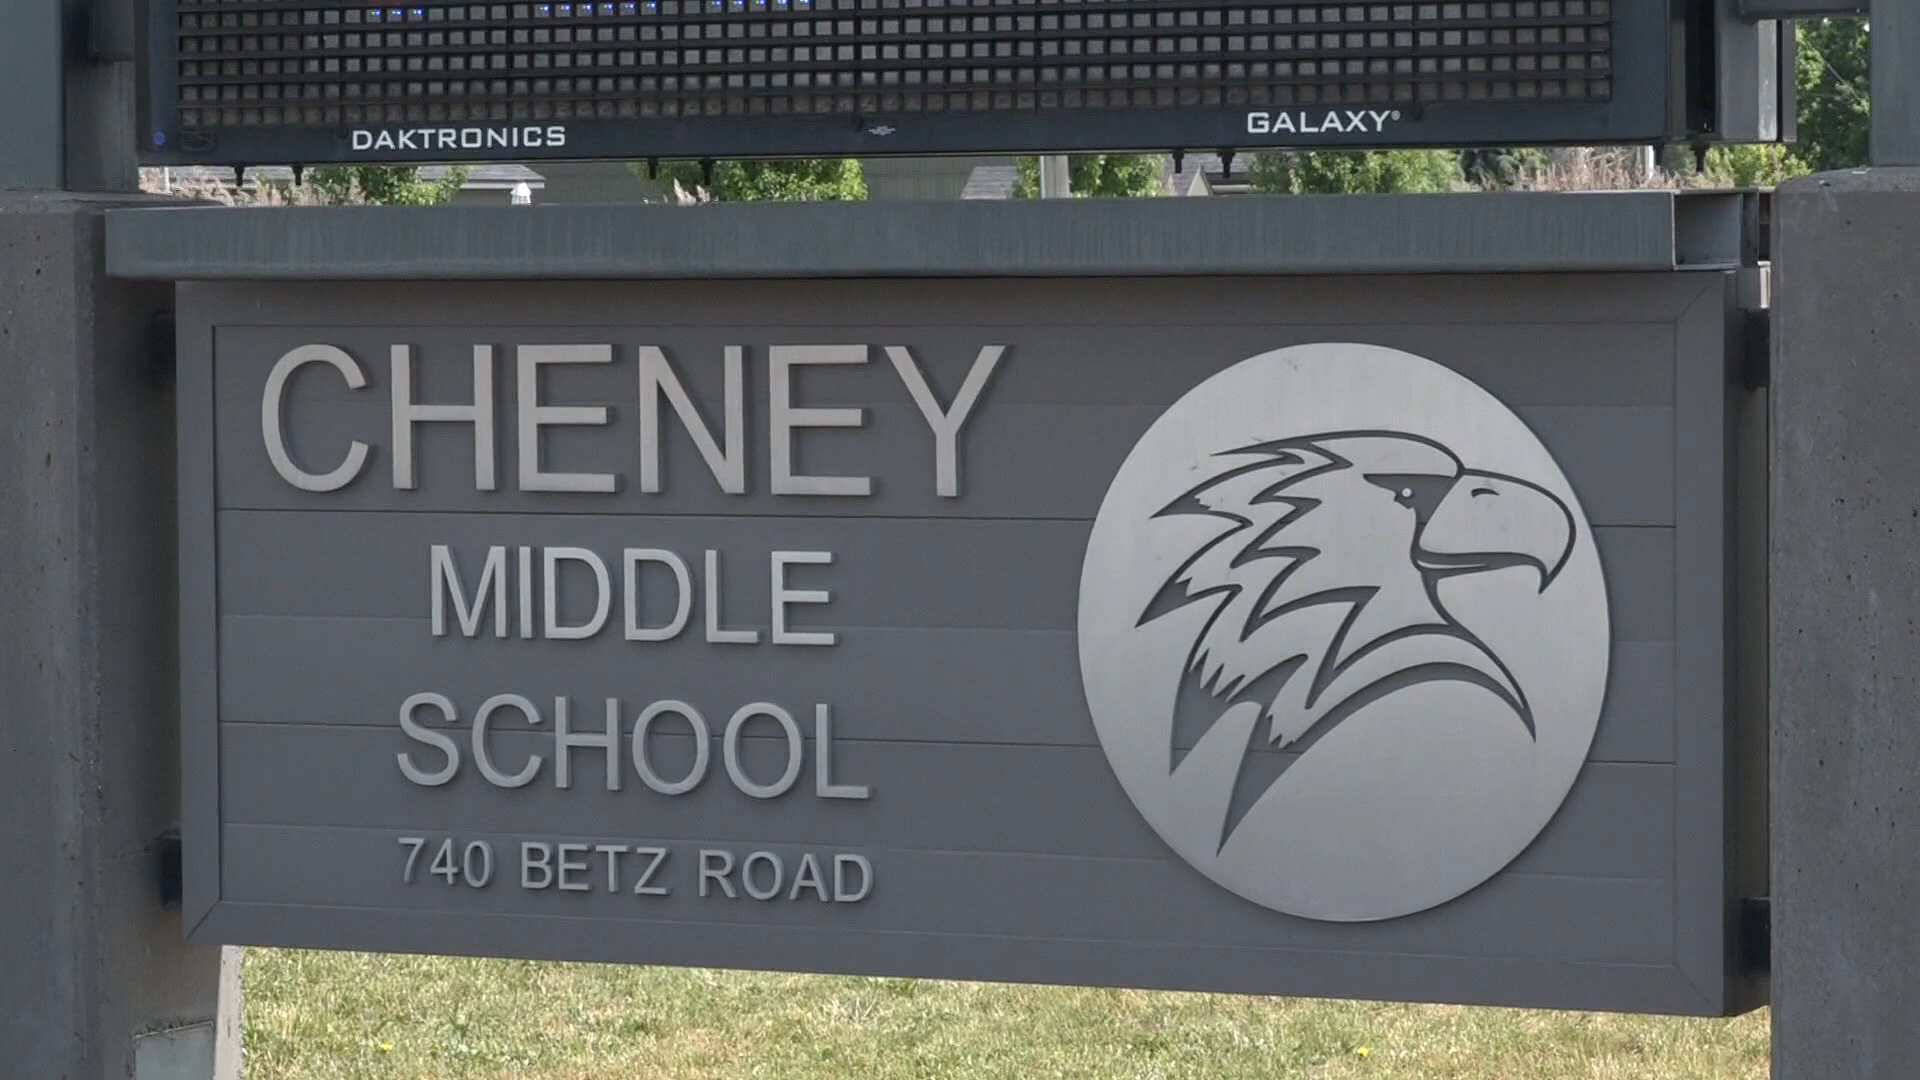 DAKTRONICS GALAXY®
CHENEY
MIDDLE
SCHOOL
740 BETZ ROAD